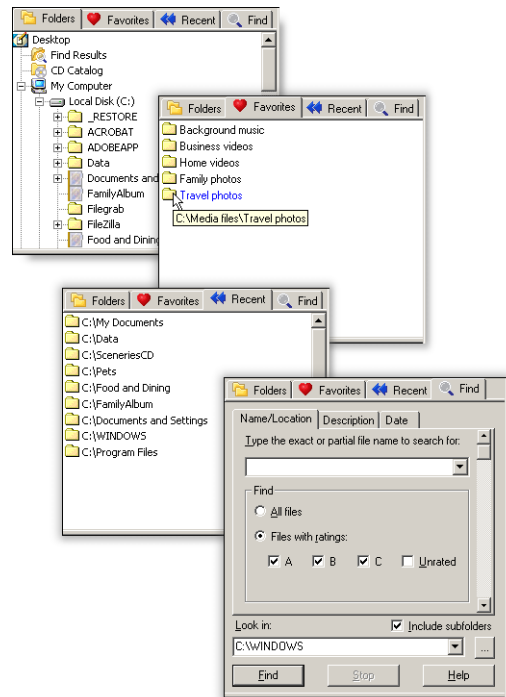 Folders Favorites Recent Find
Desktop
Find Results
CD Catalog
My Computer
Local Disk (C:)
_RESTORE
ACROBAT
ADOBEAPP
Data
Documents and
FamilyAlbum
Filegrab
FileZilla
Food and Dining
Folders Favorites Recent Find
Background music
Business videos
Home videos
Family photos
Travel photos
C:\Media files\Travel photos
Folders Favorites Recent Find
C:\My Documents
C:\Data
C:\SceneriesCD
C:\Pets
C:\Food and Dining
C:\FamilyAlbum
C:\Documents and Settings
C:\WINDOWS
C:\Program Files
Folders Favorites Recent Find
Name/Location Description Date
Type the exact or partial file name to search for:
Find
All files
Files with ratings:
A B C Unrated
Look in: Include subfolders
C:\WINDOWS ...
Find Stop Help